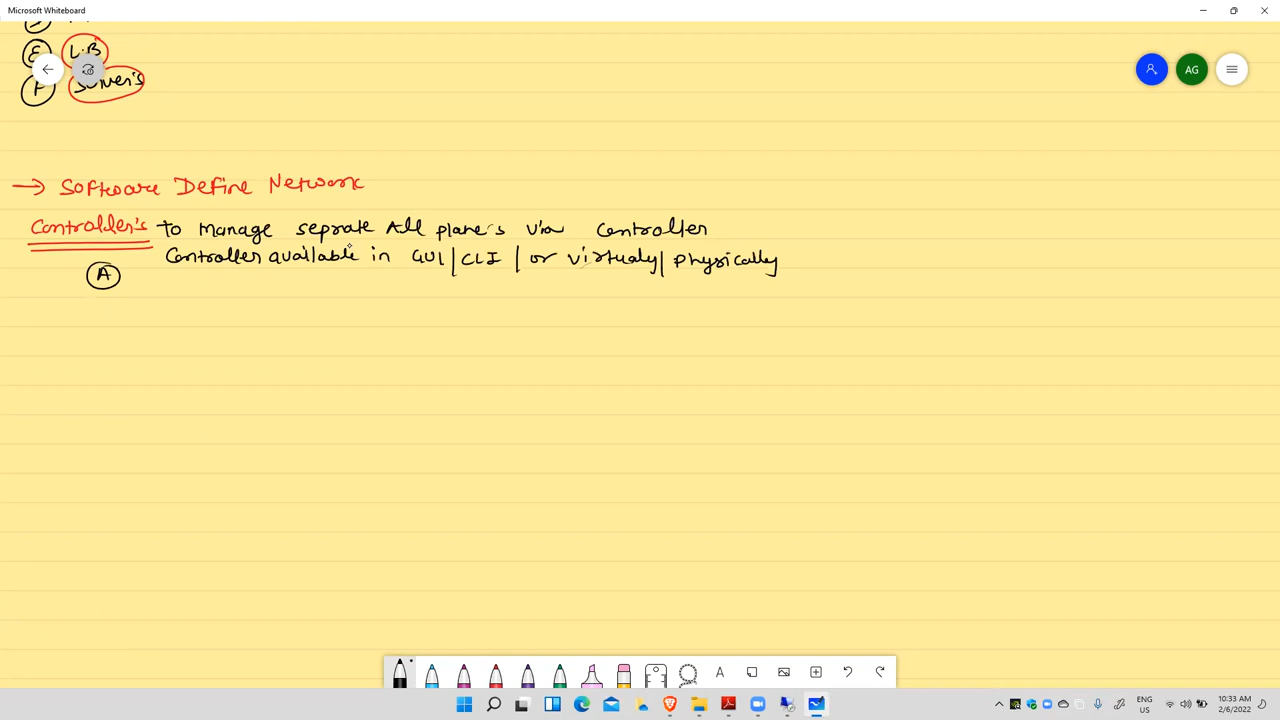 Microsoft Whiteboard
E L.B
F Server's
AG
→ Software Define Network
Controller's to manage seprate All plane's via controller
Controller available in GUI | CLI | or virtualy | physically
A
A
ENG
US
10:33 AM
2/6/2022